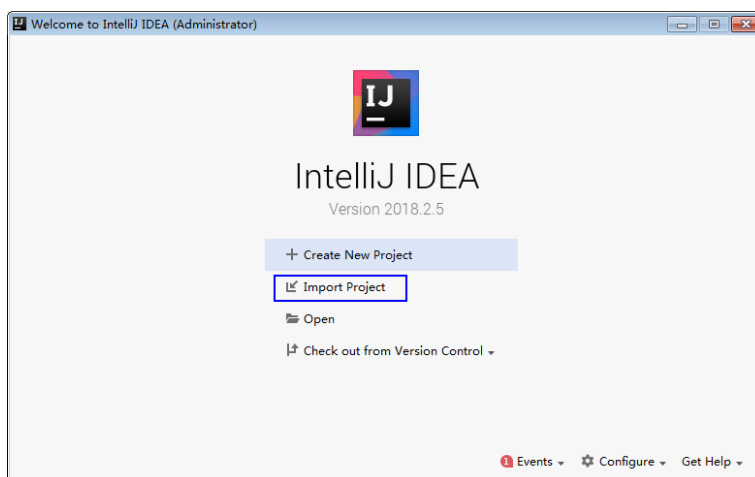 Welcome to IntelliJ IDEA (Administrator)
IJ
IntelliJ IDEA
Version 2018.2.5
Create New Project
Import Project
Open
Check out from Version Control
1 Events Configure Get Help